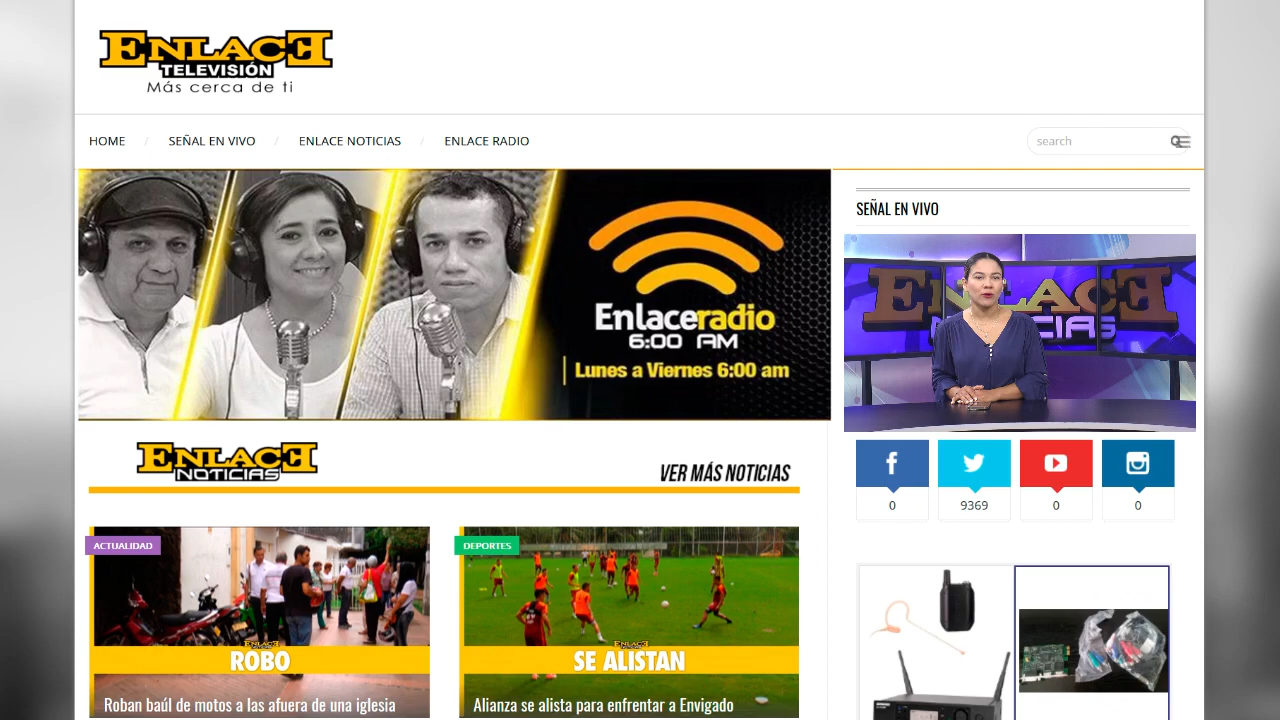 ENLACE
TELEVISIÓN
Más cerca de ti
HOME / SEÑAL EN VIVO / ENLACE NOTICIAS / ENLACE RADIO
search
Enlaceradio
6:00 AM
Lunes a Viernes 6:00 am
SEÑAL EN VIVO
ENLACE
NOTICIAS
0
9369
0
0
ENLACE
NOTICIAS
VER MÁS NOTICIAS
ACTUALIDAD
ENLACE
ROBO
Roban baúl de motos a las afuera de una iglesia
DEPORTES
ENLACE
SE ALISTAN
Alianza se alista para enfrentar a Envigado